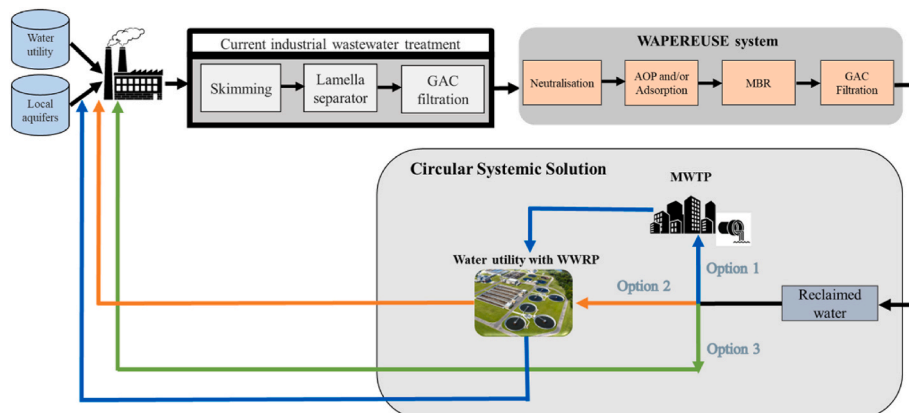 Water
utility
Local
aquifers
Current industrial wastewater treatment
Skimming
Lamella
separator
GAC
filtration
WAPEREUSE system
Neutralisation
AOP and/or
Adsorption
MBR
GAC
Filtration
Circular Systemic Solution
MWTP
Water utility with WWRP
Option 1
Option 2
Reclaimed
water
Option 3